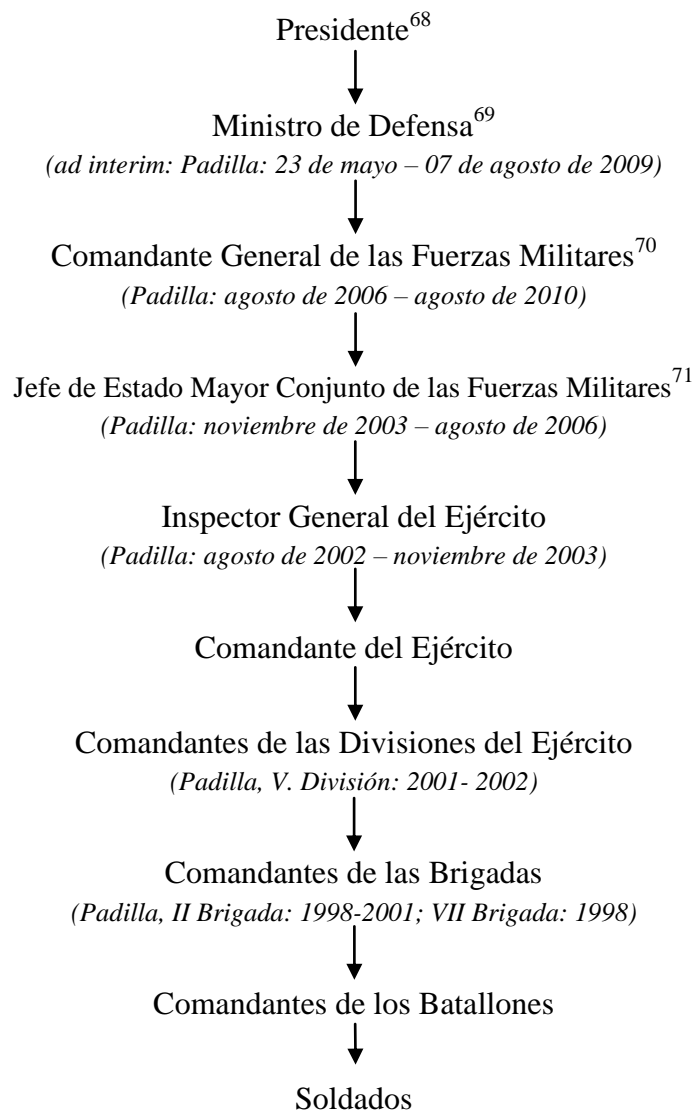 Presidente68
Ministro de Defensa69
(ad interim: Padilla: 23 de mayo – 07 de agosto de 2009)
Comandante General de las Fuerzas Militares70
(Padilla: agosto de 2006 – agosto de 2010)
Jefe de Estado Mayor Conjunto de las Fuerzas Militares71
(Padilla: noviembre de 2003 – agosto de 2006)
Inspector General del Ejército
(Padilla: agosto de 2002 – noviembre de 2003)
Comandante del Ejército
Comandantes de las Divisiones del Ejército
(Padilla, V. División: 2001- 2002)
Comandantes de las Brigadas
(Padilla, II Brigada: 1998-2001; VII Brigada: 1998)
Comandantes de los Batallones
Soldados